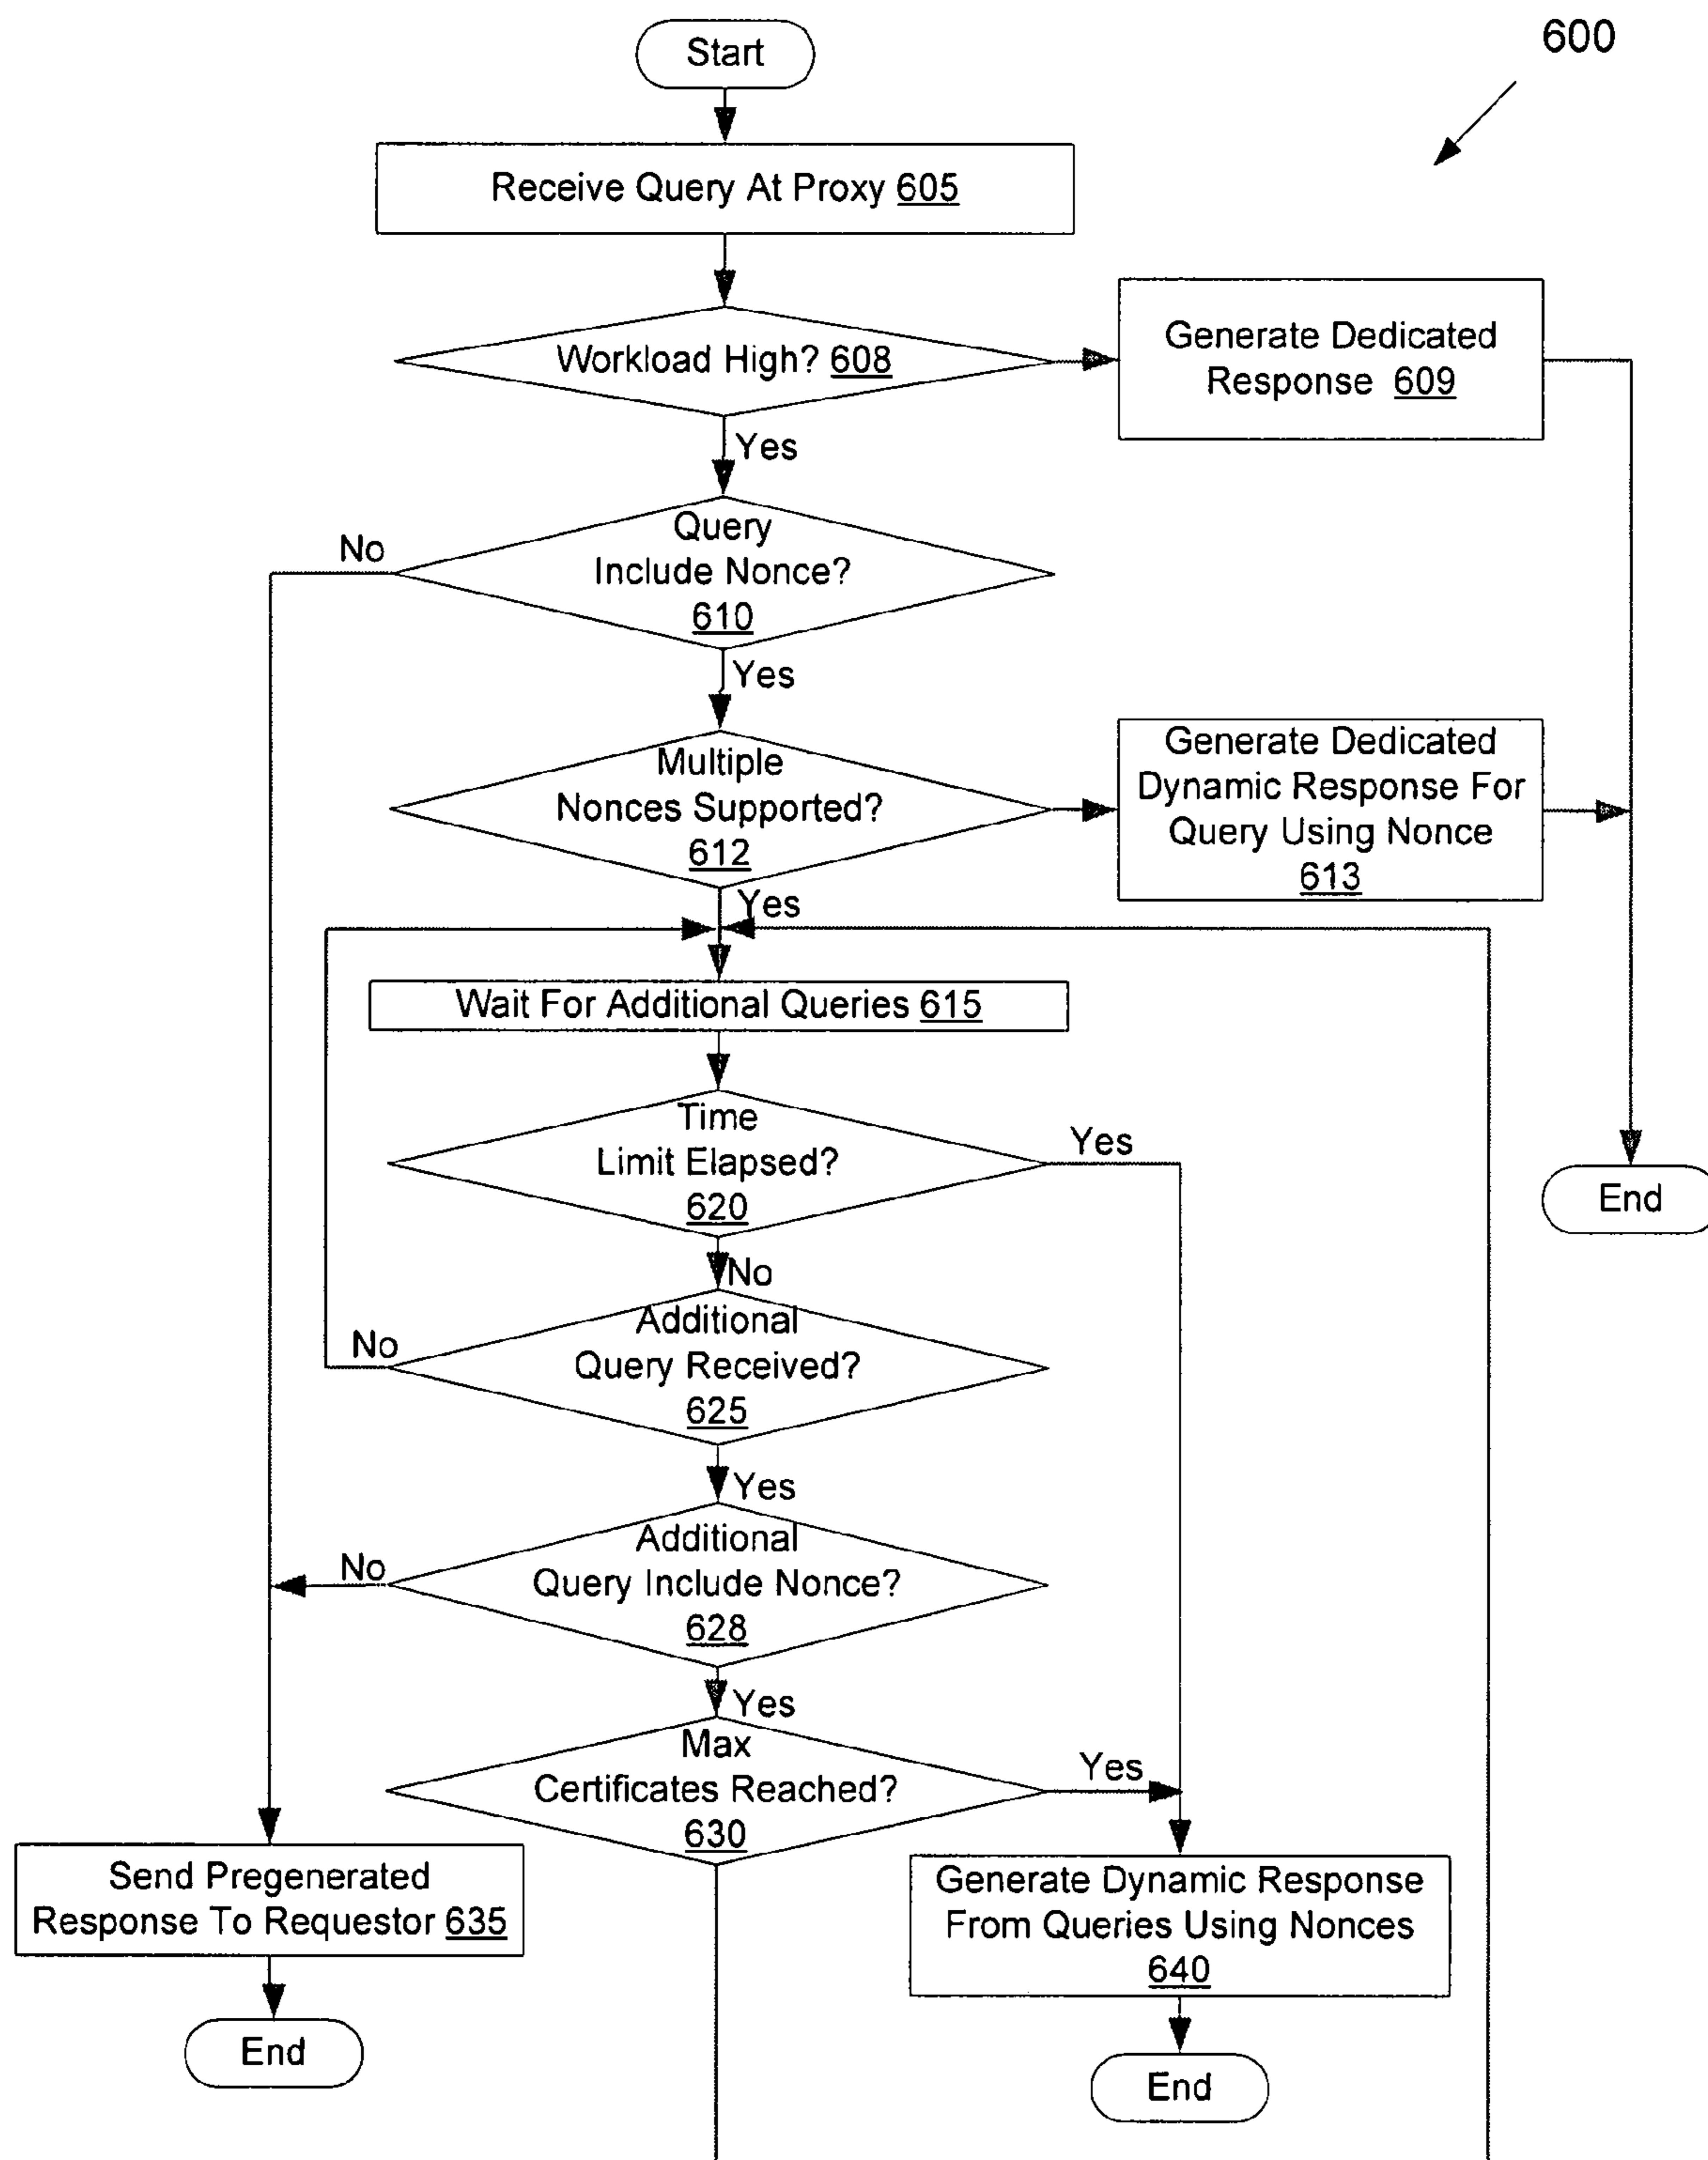 600
Start
Receive Query At Proxy 605
Workload High? 608
Generate Dedicated
Response 609
Yes
Query
Include Nonce?
610
No
Yes
Multiple
Nonces Supported?
612
Generate Dedicated
Dynamic Response For
Query Using Nonce
613
Yes
Wait For Additional Queries 615
Time
Limit Elapsed?
620
Yes
End
No
Additional
Query Received?
625
No
Yes
Additional
Query Include Nonce?
628
No
Yes
Max
Certificates Reached?
630
Yes
Send Pregenerated
Response To Requestor 635
Generate Dynamic Response
From Queries Using Nonces
640
End
End